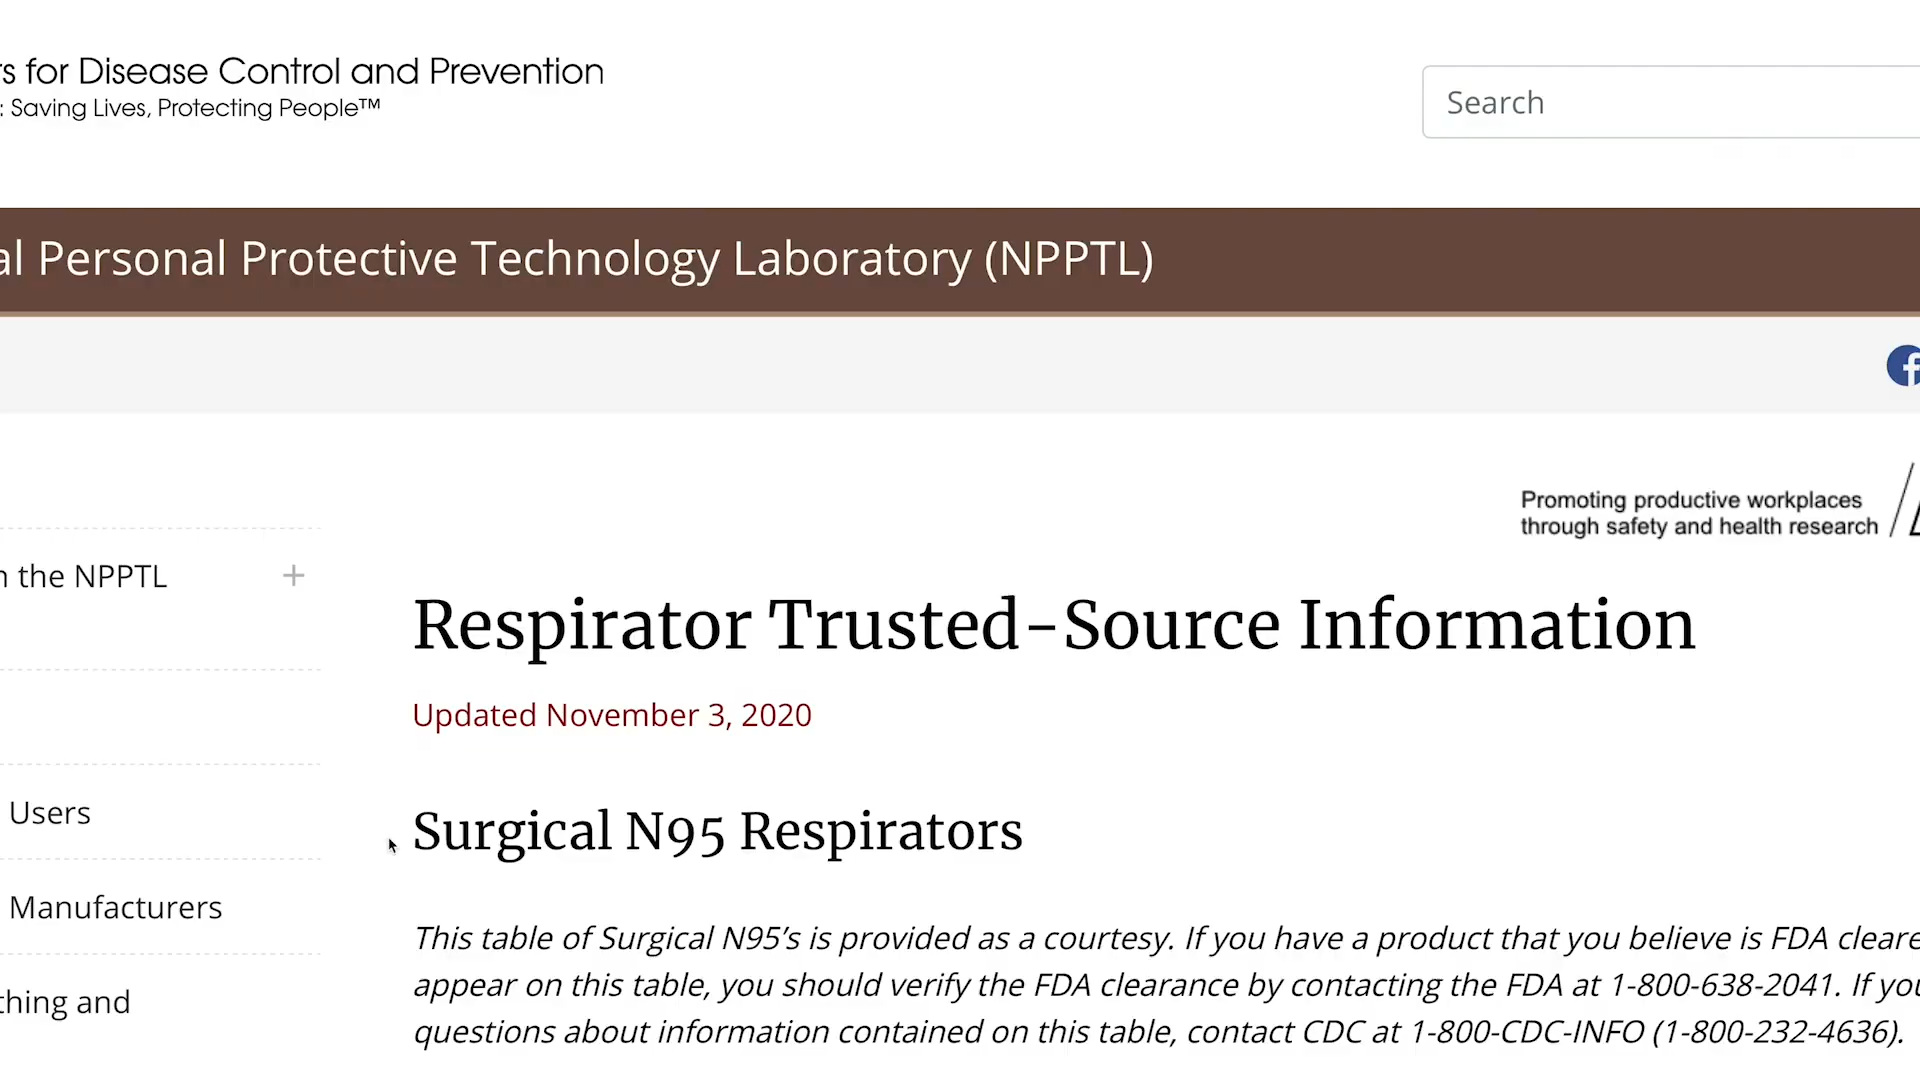 s for Disease Control and Prevention
: Saving Lives, Protecting People™
Search
al Personal Protective Technology Laboratory (NPPTL)
Promoting productive workplaces
through safety and health research
the NPPTL
Respirator Trusted-Source Information
Updated November 3, 2020
Surgical N95 Respirators
Users
Manufacturers
thing and
This table of Surgical N95's is provided as a courtesy. If you have a product that you believe is FDA cleare
appear on this table, you should verify the FDA clearance by contacting the FDA at 1-800-638-2041. If you
questions about information contained on this table, contact CDC at 1-800-CDC-INFO (1-800-232-4636).